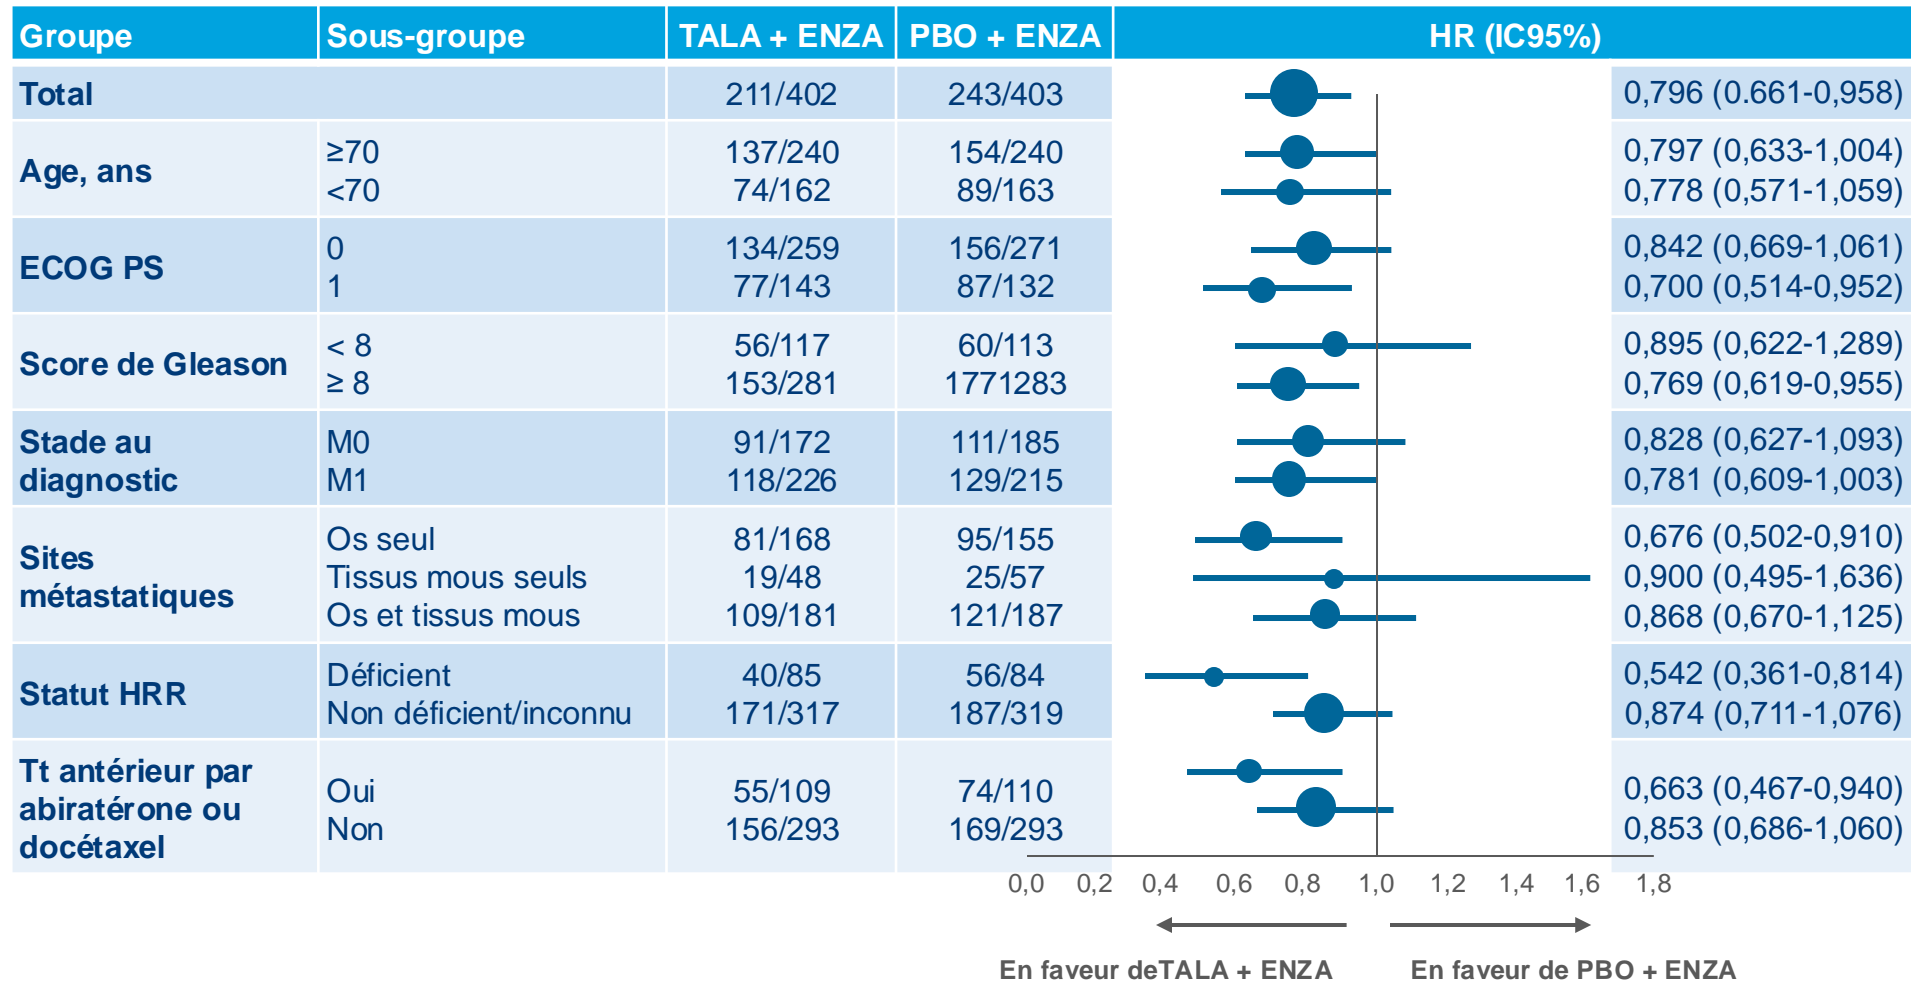 Groupe Sous-groupe TALA + ENZA PBO + ENZA HR (IC95%)
Total 211/402 243/403 0,796 (0.661-0,958)
Age, ans
≥70 137/240 154/240 0,797 (0,633-1,004)
<70 74/162 89/163 0,778 (0,571-1,059)
ECOG PS
0 134/259 156/271 0,842 (0,669-1,061)
1 77/143 87/132 0,700 (0,514-0,952)
Score de Gleason
< 8 56/117 60/113 0,895 (0,622-1,289)
≥ 8 153/281 1771283 0,769 (0,619-0,955)
Stade au
diagnostic
M0 91/172 111/185 0,828 (0,627-1,093)
M1 118/226 129/215 0,781 (0,609-1,003)
Sites
métastatiques
Os seul 81/168 95/155 0,676 (0,502-0,910)
Tissus mous seuls 19/48 25/57 0,900 (0,495-1,636)
Os et tissus mous 109/181 121/187 0,868 (0,670-1,125)
Statut HRR
Déficient 40/85 56/84 0,542 (0,361-0,814)
Non déficient/inconnu 171/317 187/319 0,874 (0,711-1,076)
Tt antérieur par
abiratérone ou
docétaxel
Oui 55/109 74/110 0,663 (0,467-0,940)
Non 156/293 169/293 0,853 (0,686-1,060)
0,0 0,2 0,4 0,6 0,8 1,0 1,2 1,4 1,6 1,8
En faveur deTALA + ENZA En faveur de PBO + ENZA